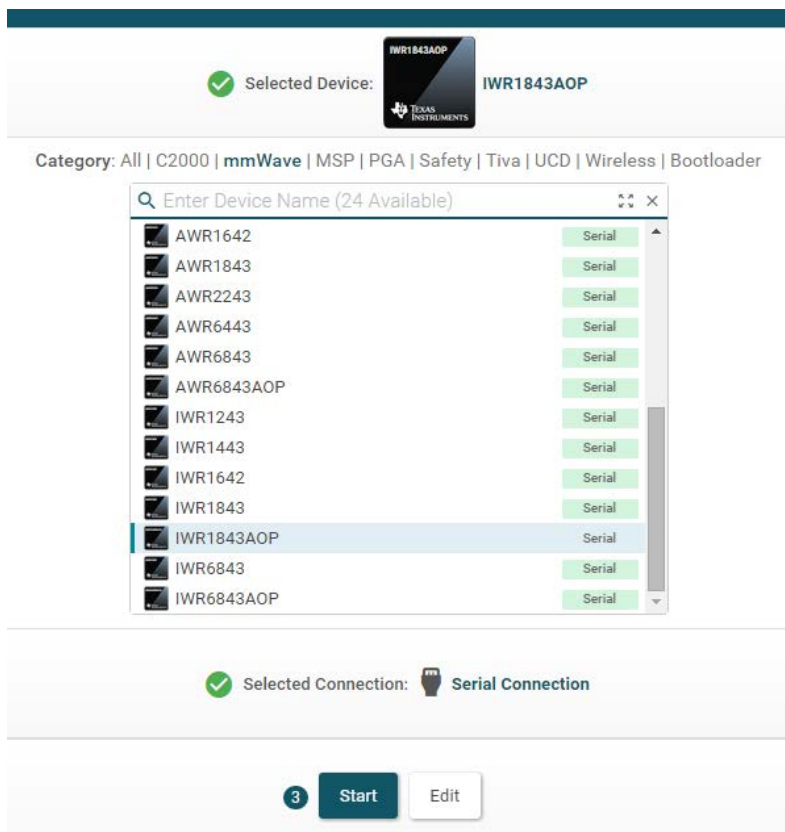 IWR1843AOP
Selected Device:
TEXAS
INSTRUMENTS
IWR1843AOP
Category: All | C2000 | mmWave | MSP | PGA | Safety | Tiva | UCD | Wireless | Bootloader
Enter Device Name (24 Available)
AWR1642 Serial
AWR1843 Serial
AWR2243 Serial
AWR6443 Serial
AWR6843 Serial
AWR6843AOP Serial
IWR1243 Serial
IWR1443 Serial
IWR1642 Serial
IWR1843 Serial
IWR1843AOP Serial
IWR6843 Serial
IWR6843AOP Serial
Selected Connection: Serial Connection
3 Start Edit